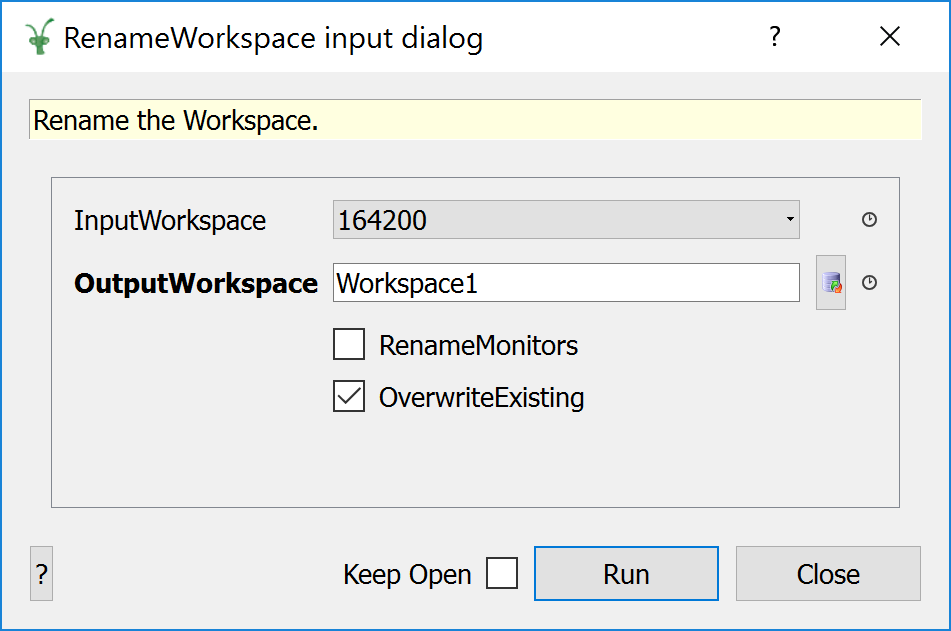 RenameWorkspace input dialog ?
Rename the Workspace.
InputWorkspace 164200
OutputWorkspace Workspace1
RenameMonitors
OverwriteExisting
? Keep Open Run Close